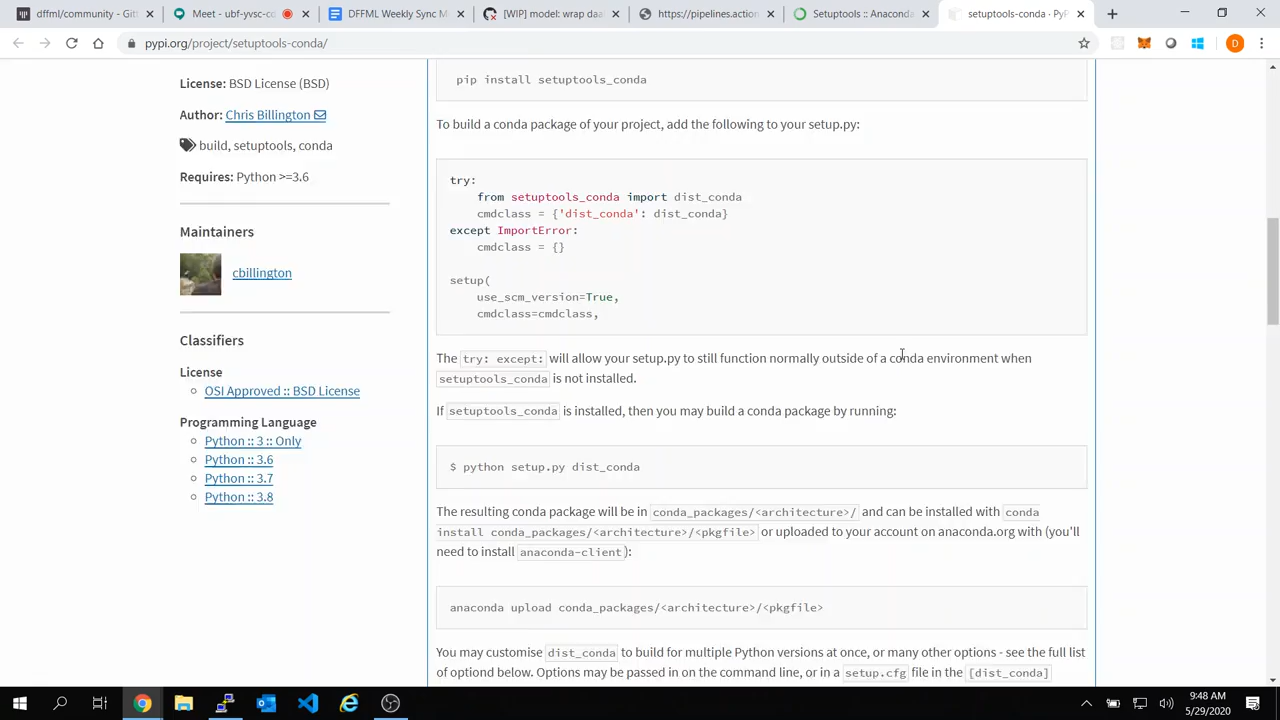 dffml/community - Gitt
Meet - ubf-yvsc-co
DFFML Weekly Sync M
[WIP] model: wrap daa
https://pipelines.action
Setuptools :: Anaconda
setuptools-conda · PyP
pypi.org/project/setuptools-conda/
D
License: BSD License (BSD)
Author: Chris Billington
build, setuptools, conda
Requires: Python >=3.6
Maintainers
cbillington
Classifiers
License
OSI Approved :: BSD License
Programming Language
Python :: 3 :: Only
Python :: 3.6
Python :: 3.7
Python :: 3.8
pip install setuptools_conda
To build a conda package of your project, add the following to your setup.py:
try:
from setuptools_conda import dist_conda
cmdclass = {'dist_conda': dist_conda}
except ImportError:
cmdclass = {}
setup(
use_scm_version=True,
cmdclass=cmdclass,
The try: except: will allow your setup.py to still function normally outside of a conda environment when
setuptools_conda is not installed.
If setuptools_conda is installed, then you may build a conda package by running:
$ python setup.py dist_conda
The resulting conda package will be in conda_packages/<architecture>/ and can be installed with conda
install conda_packages/<architecture>/<pkgfile> or uploaded to your account on anaconda.org with (you'll
need to install anaconda-client):
anaconda upload conda_packages/<architecture>/<pkgfile>
You may customise dist_conda to build for multiple Python versions at once, or many other options - see the full list
of optiond below. Options may be passed in on the command line, or in a setup.cfg file in the [dist_conda]
9:48 AM
5/29/2020